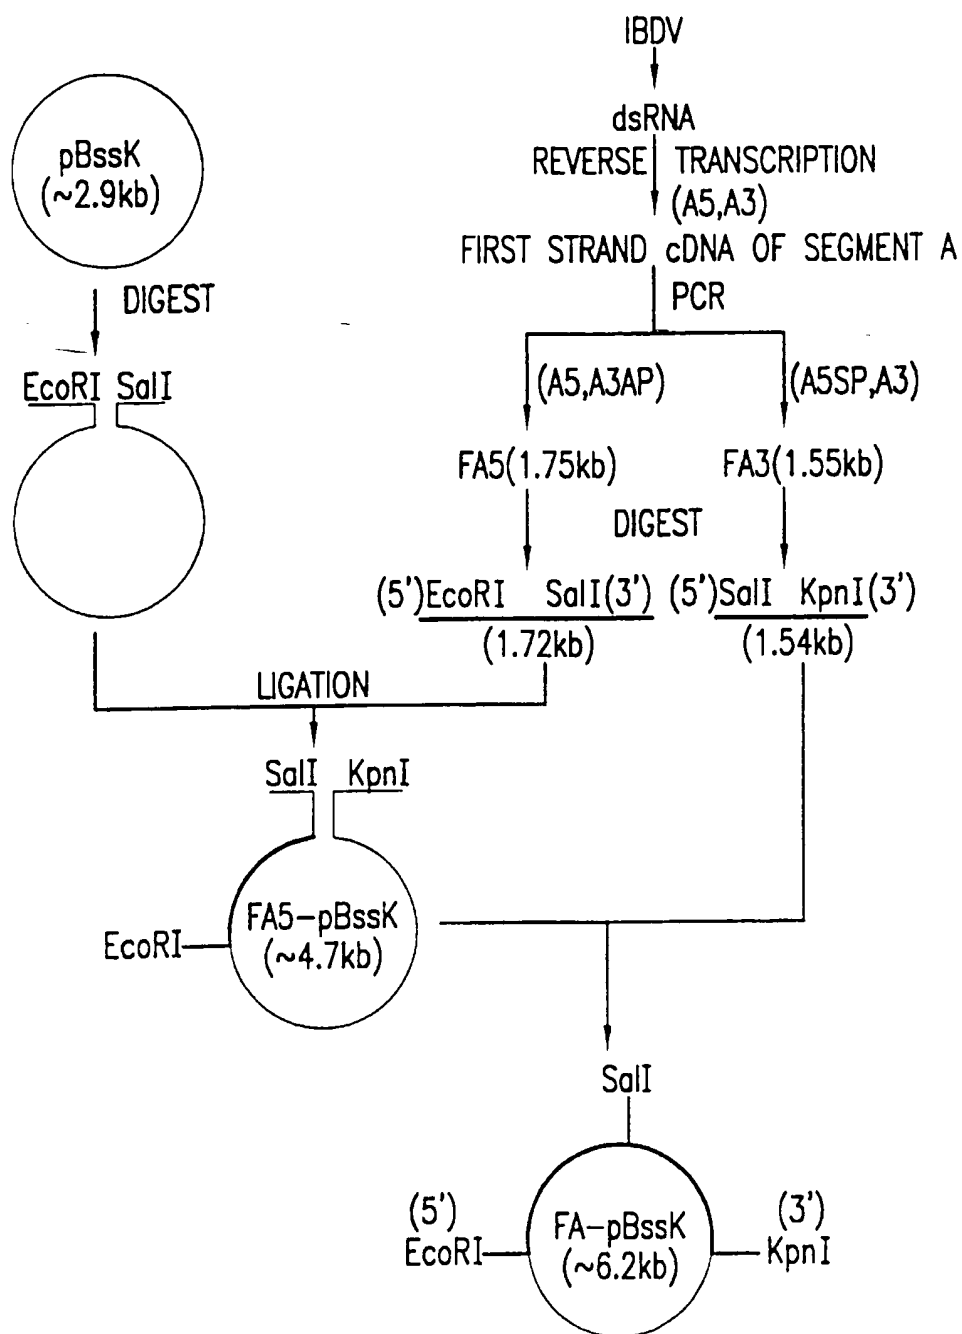 IBDV
dsRNA
REVERSE TRANSCRIPTION
(A5,A3)
FIRST STRAND cDNA OF SEGMENT A
PCR
pBssK
(~2.9kb)
DIGEST
EcoRI SalI
(A5,A3AP)
(A5SP,A3)
FA5(1.75kb)
FA3(1.55kb)
DIGEST
(5')EcoRI SalI(3')
(1.72kb)
(5')SalI KpnI(3')
(1.54kb)
LIGATION
SalI KpnI
EcoRI
FA5-pBssK
(~4.7kb)
SalI
(5')
EcoRI
FA-pBssK
(~6.2kb)
(3')
KpnI